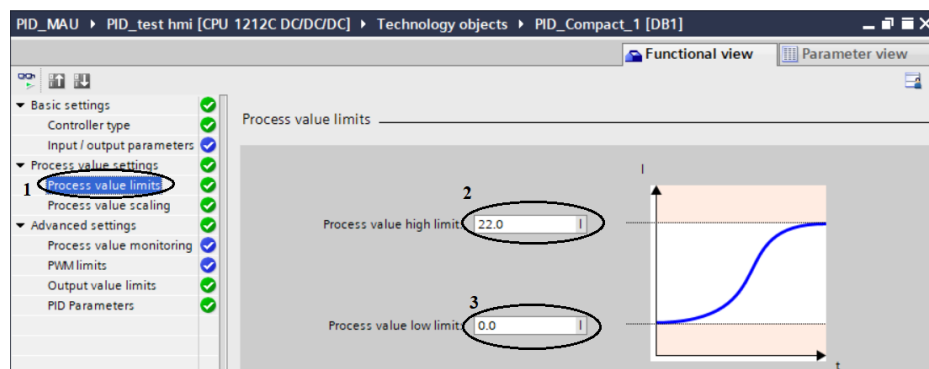 PID_MAU ▸ PID_test hmi [CPU 1212C DC/DC/DC] ▸ Technology objects ▸ PID_Compact_1 [DB1]
Functional view
Parameter view
Basic settings
Controller type
Input / output parameters
Process value settings
1 Process value limits
Process value scaling
Advanced settings
Process value monitoring
PWM limits
Output value limits
PID Parameters
Process value limits
l
2
Process value high limit: 22.0 l
3
Process value low limit: 0.0 l
t